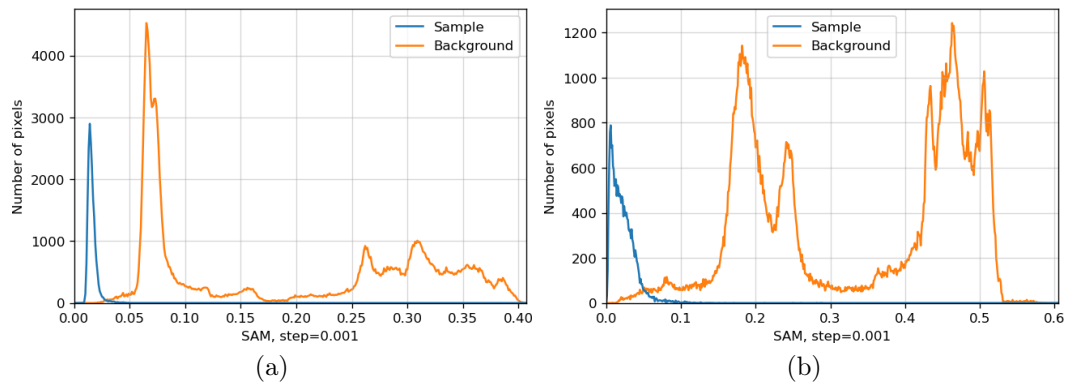 Sample
Background
Number of pixels
4000
3000
2000
1000
0
0.00 0.05 0.10 0.15 0.20 0.25 0.30 0.35 0.40
SAM, step=0.001
(a)
Sample
Background
Number of pixels
1200
1000
800
600
400
200
0
0.0 0.1 0.2 0.3 0.4 0.5 0.6
SAM, step=0.001
(b)